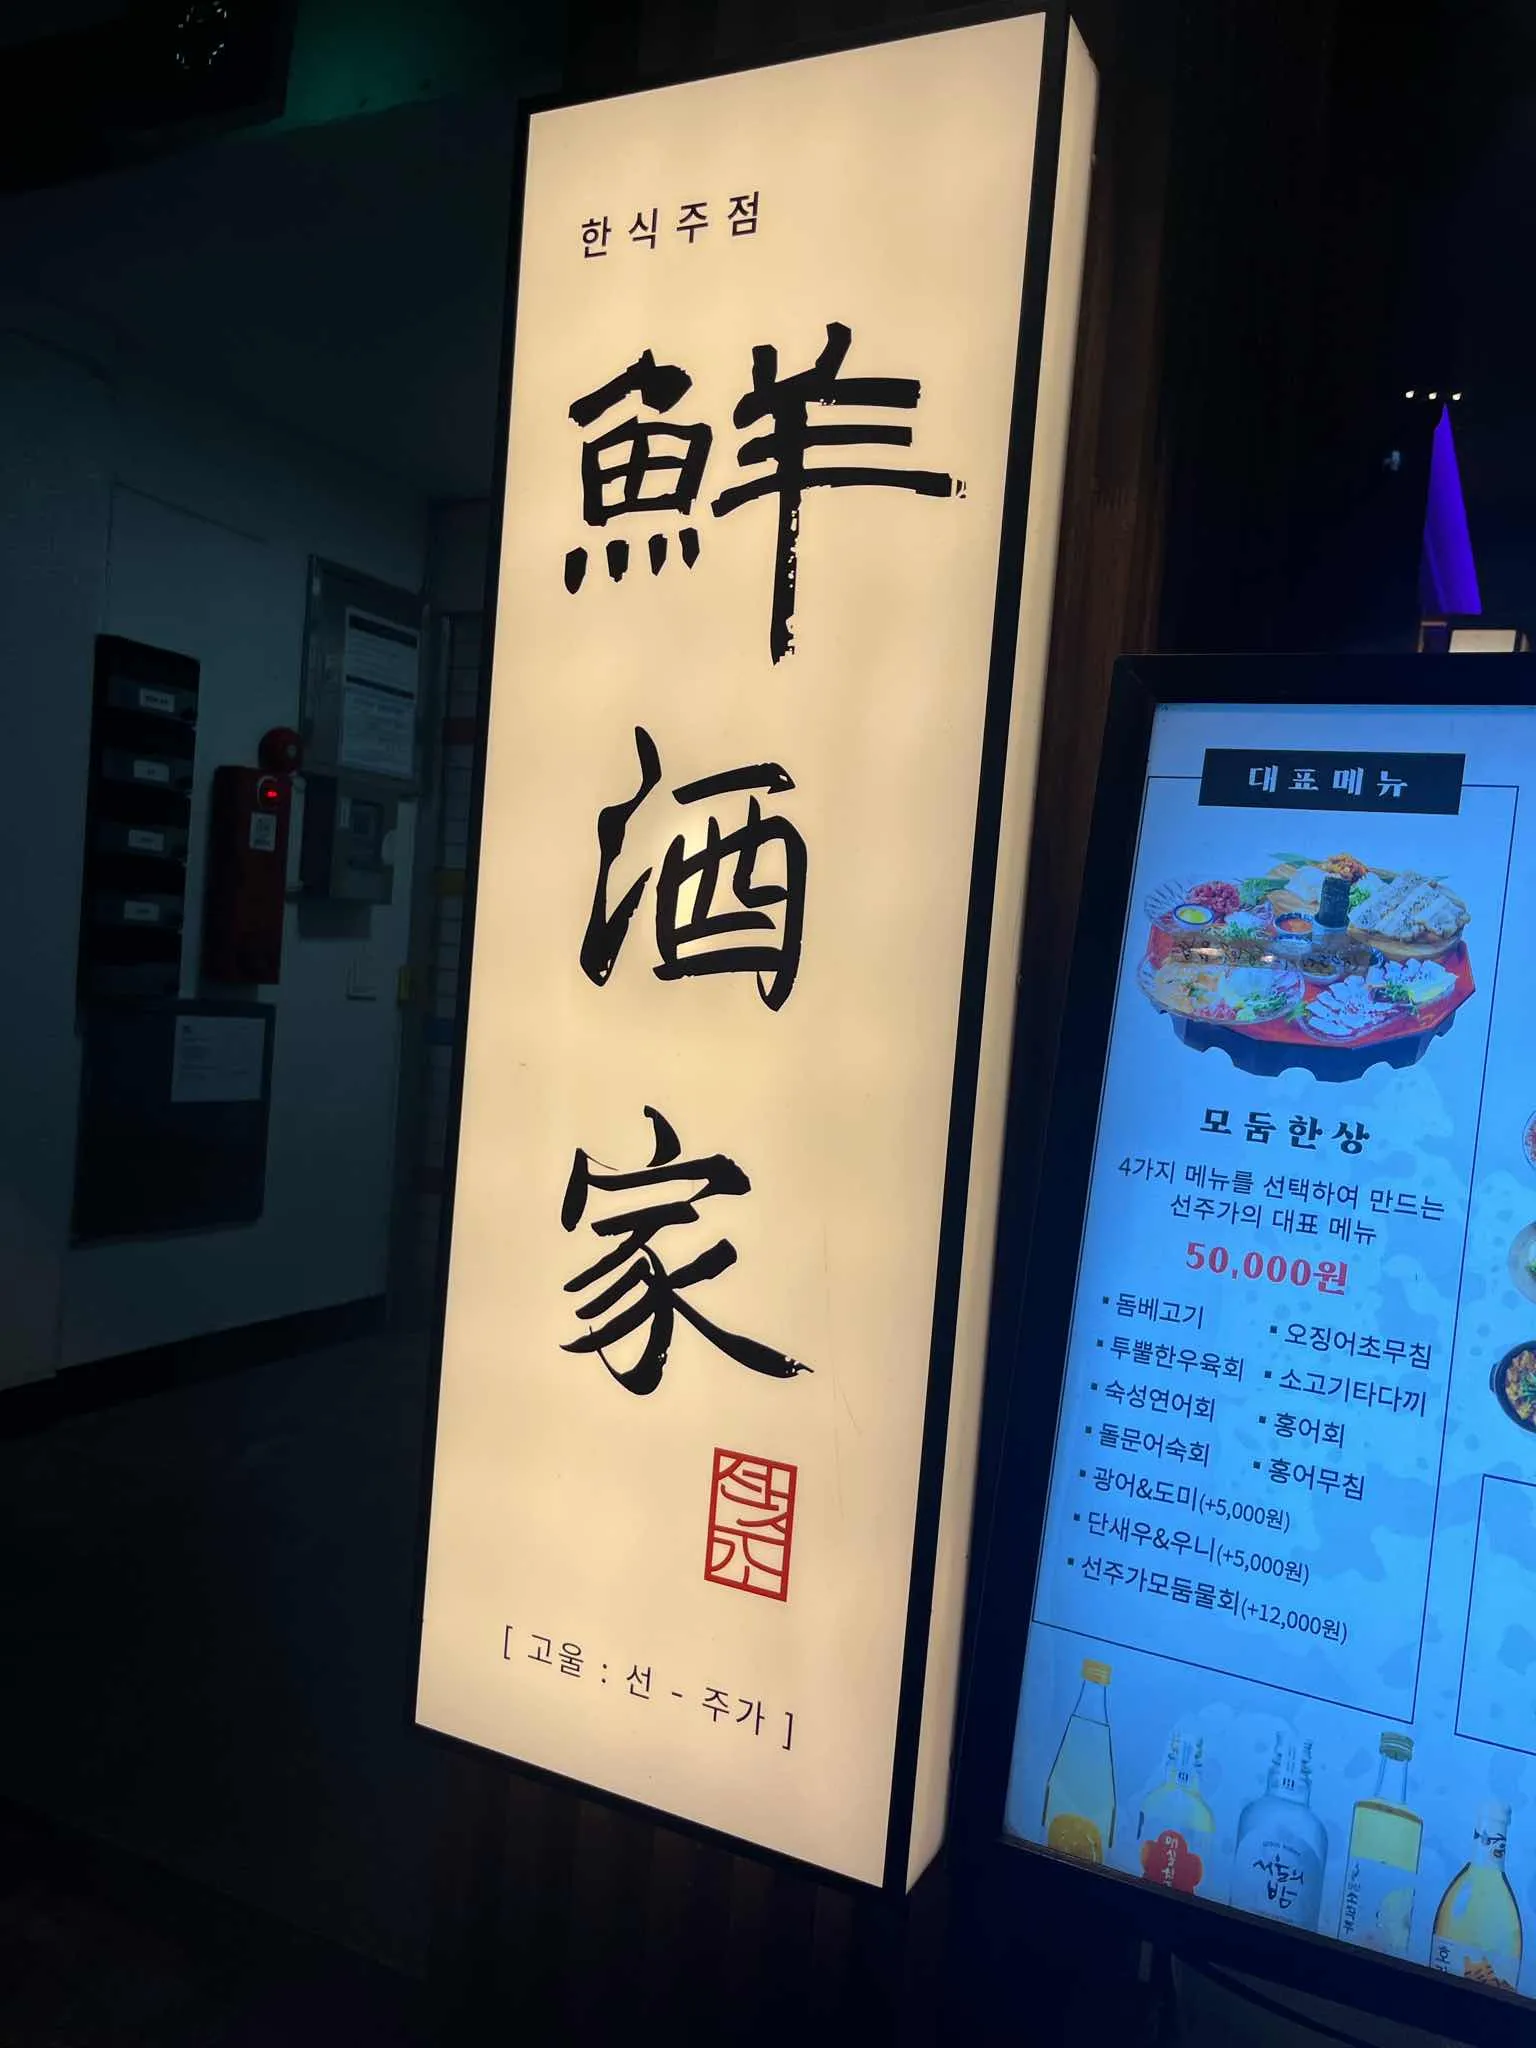 한식주점
鮮
酒
家
[ 고울 : 선 - 주가 ]
대표메뉴
모둠한상
4가지 메뉴를 선택하여 만드는
선주가의 대표 메뉴
50,000원
▪ 돔베고기
▪ 투뿔한우육회
▪ 숙성연어회
▪ 돌문어숙회
▪ 광어&도미(+5,000원)
▪ 단새우&우니(+5,000원)
▪ 선주가모둠물회(+12,000원)
▪ 오징어초무침
▪ 소고기타다끼
▪ 홍어회
▪ 홍어무침
서울의
밤